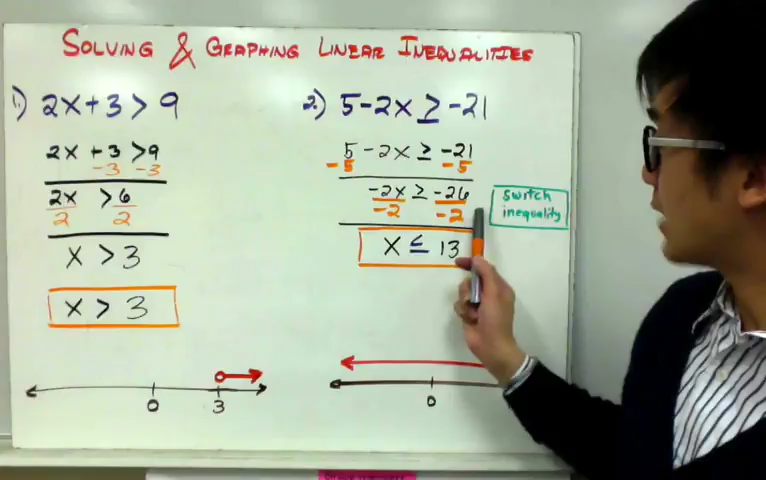 SOLVING & GRAPHING LINEAR INEQUALITIES
1.) 2x+3 > 9
2x +3 >9
-3 -3
2x >6
2 2
x > 3
x > 3
0 3
2.) 5-2x ≥ -21
5 -2x ≥ -21
-5 -5
-2x ≥ -26
-2 -2
x ≤ 13
switch
inequality
0